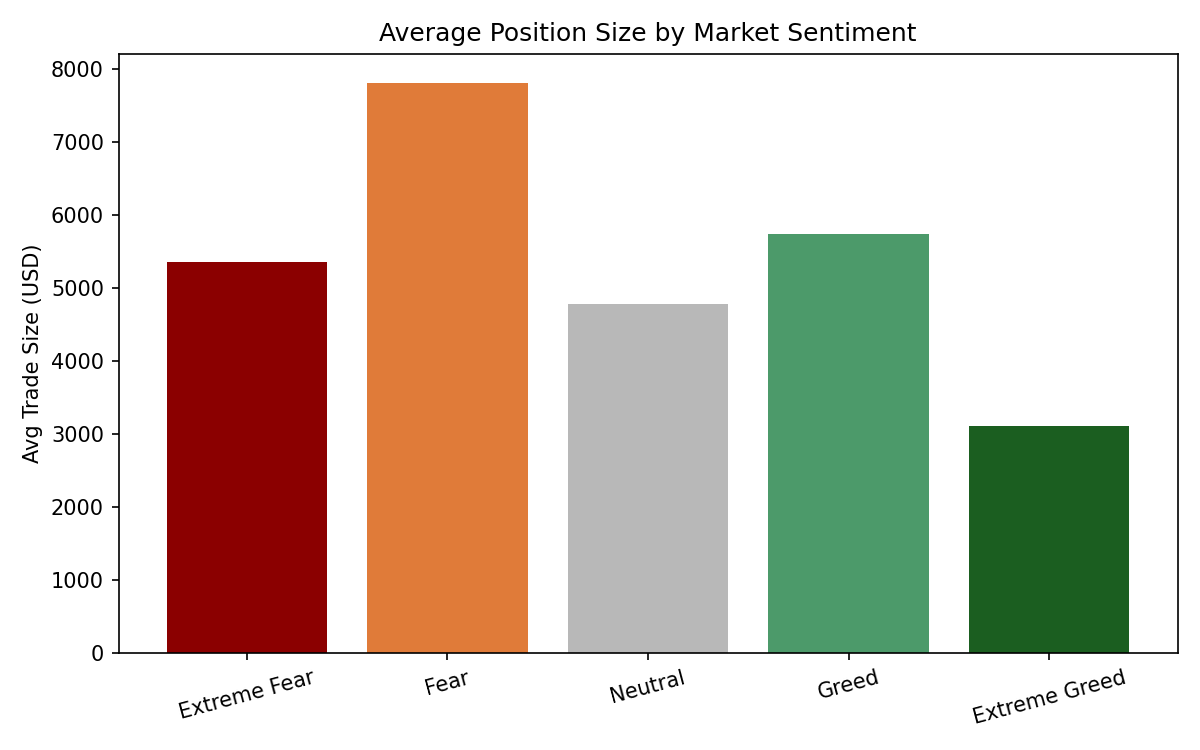 Average Position Size by Market Sentiment
Avg Trade Size (USD)
8000
7000
6000
5000
4000
3000
2000
1000
0
Extreme Fear
Fear
Neutral
Greed
Extreme Greed